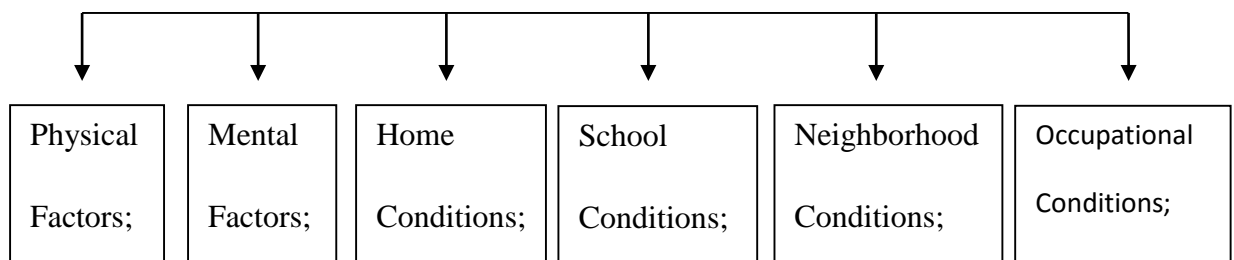 Physical
Factors;
Mental
Factors;
Home
Conditions;
School
Conditions;
Neighborhood
Conditions;
Occupational
Conditions;